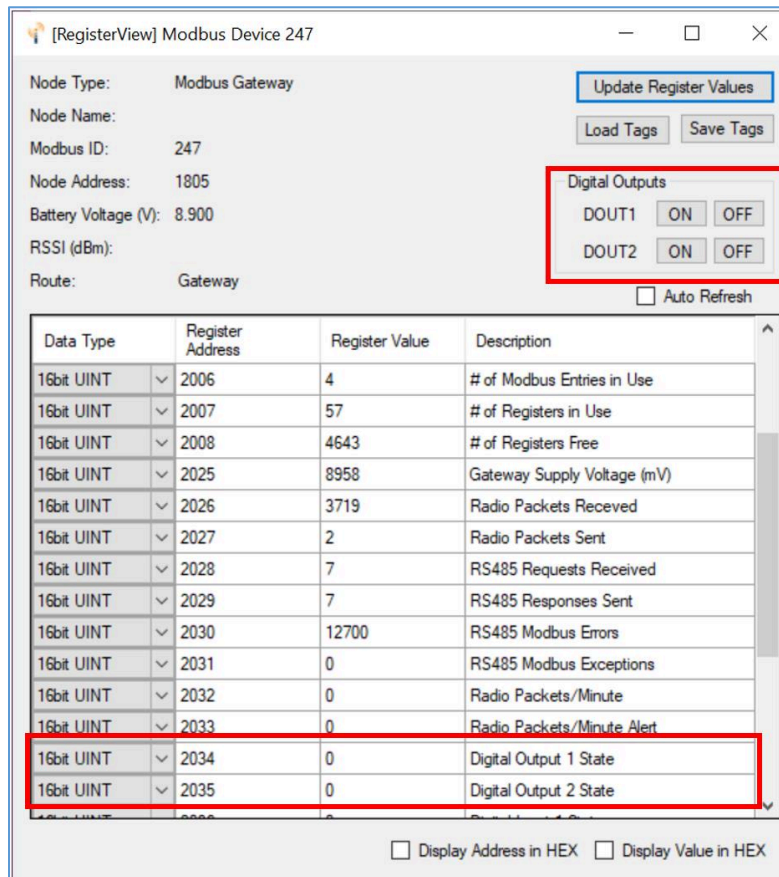 [RegisterView] Modbus Device 247
Node Type: Modbus Gateway
Node Name:
Modbus ID: 247
Node Address: 1805
Battery Voltage (V): 8.900
RSSI (dBm):
Route: Gateway
Update Register Values
Load Tags Save Tags
Digital Outputs
DOUT1 ON OFF
DOUT2 ON OFF
Auto Refresh
Data Type Register Address Register Value Description
16bit UINT 2006 4 # of Modbus Entries in Use
16bit UINT 2007 57 # of Registers in Use
16bit UINT 2008 4643 # of Registers Free
16bit UINT 2025 8958 Gateway Supply Voltage (mV)
16bit UINT 2026 3719 Radio Packets Receved
16bit UINT 2027 2 Radio Packets Sent
16bit UINT 2028 7 RS485 Requests Received
16bit UINT 2029 7 RS485 Responses Sent
16bit UINT 2030 12700 RS485 Modbus Errors
16bit UINT 2031 0 RS485 Modbus Exceptions
16bit UINT 2032 0 Radio Packets/Minute
16bit UINT 2033 0 Radio Packets/Minute Alert
16bit UINT 2034 0 Digital Output 1 State
16bit UINT 2035 0 Digital Output 2 State
Display Address in HEX Display Value in HEX